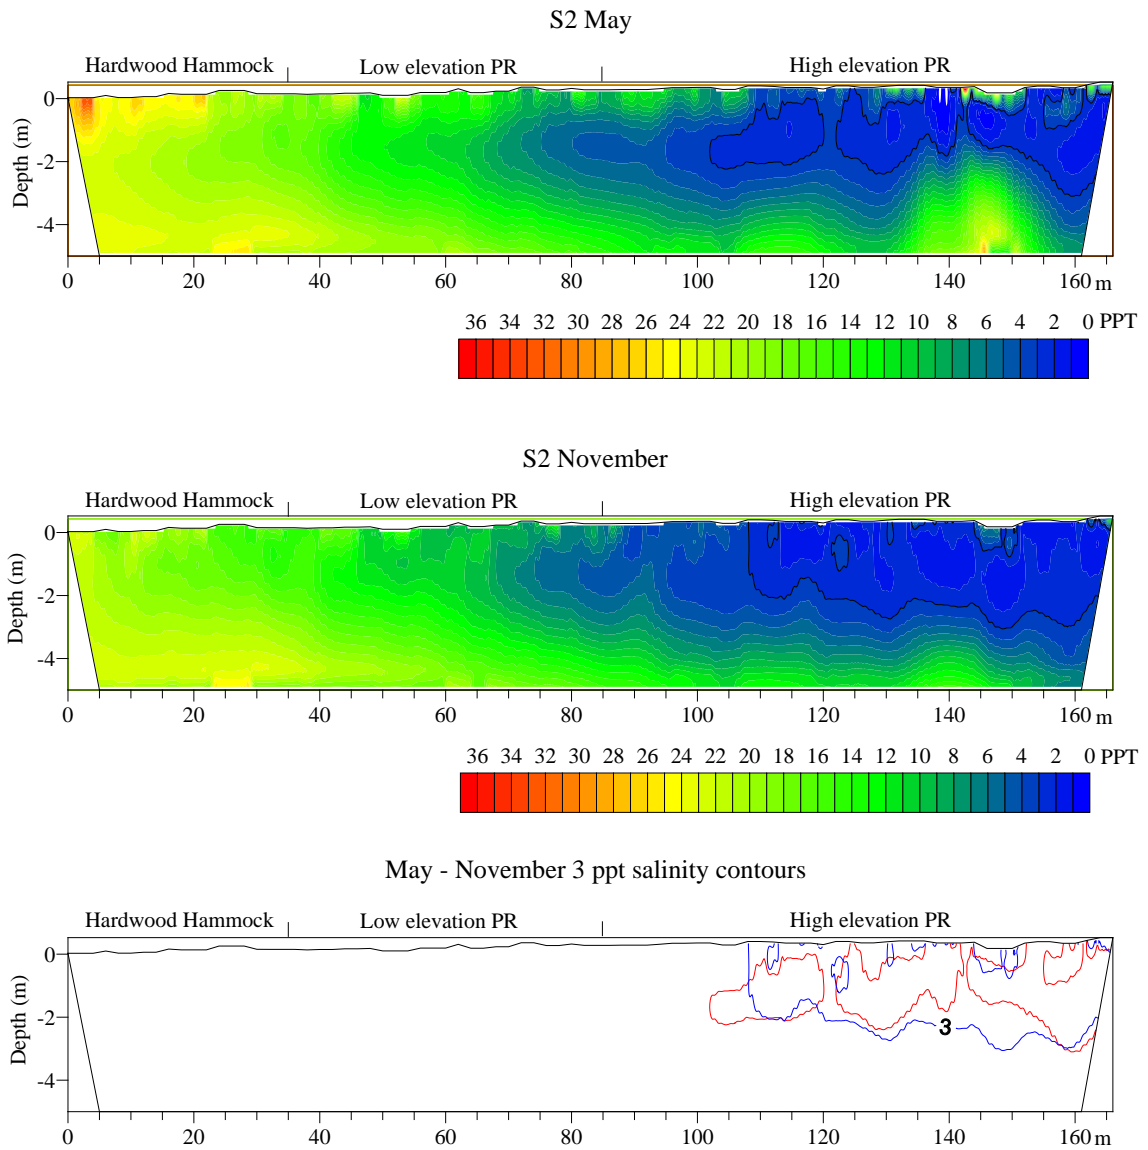 S2 May
Hardwood Hammock Low elevation PR High elevation PR
0
-2
-4
Depth (m)
0 20 40 60 80 100 120 140 160 m
36 34 32 30 28 26 24 22 20 18 16 14 12 10 8 6 4 2 0 PPT
S2 November
Hardwood Hammock Low elevation PR High elevation PR
0
-2
-4
Depth (m)
0 20 40 60 80 100 120 140 160 m
36 34 32 30 28 26 24 22 20 18 16 14 12 10 8 6 4 2 0 PPT
May - November 3 ppt salinity contours
Hardwood Hammock Low elevation PR High elevation PR
0
-2
-4
Depth (m)
3
0 20 40 60 80 100 120 140 160 m